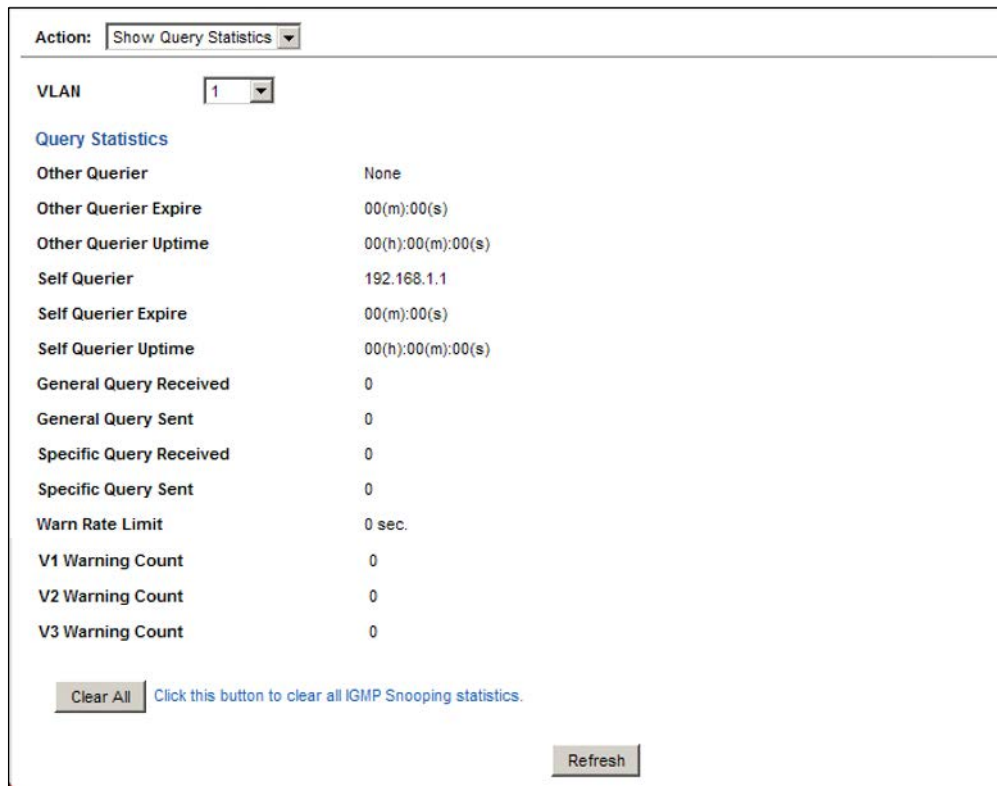 Action: Show Query Statistics
VLAN 1
Query Statistics
Other Querier None
Other Querier Expire 00(m):00(s)
Other Querier Uptime 00(h):00(m):00(s)
Self Querier 192.168.1.1
Self Querier Expire 00(m):00(s)
Self Querier Uptime 00(h):00(m):00(s)
General Query Received 0
General Query Sent 0
Specific Query Received 0
Specific Query Sent 0
Warn Rate Limit 0 sec.
V1 Warning Count 0
V2 Warning Count 0
V3 Warning Count 0
Clear All Click this button to clear all IGMP Snooping statistics.
Refresh